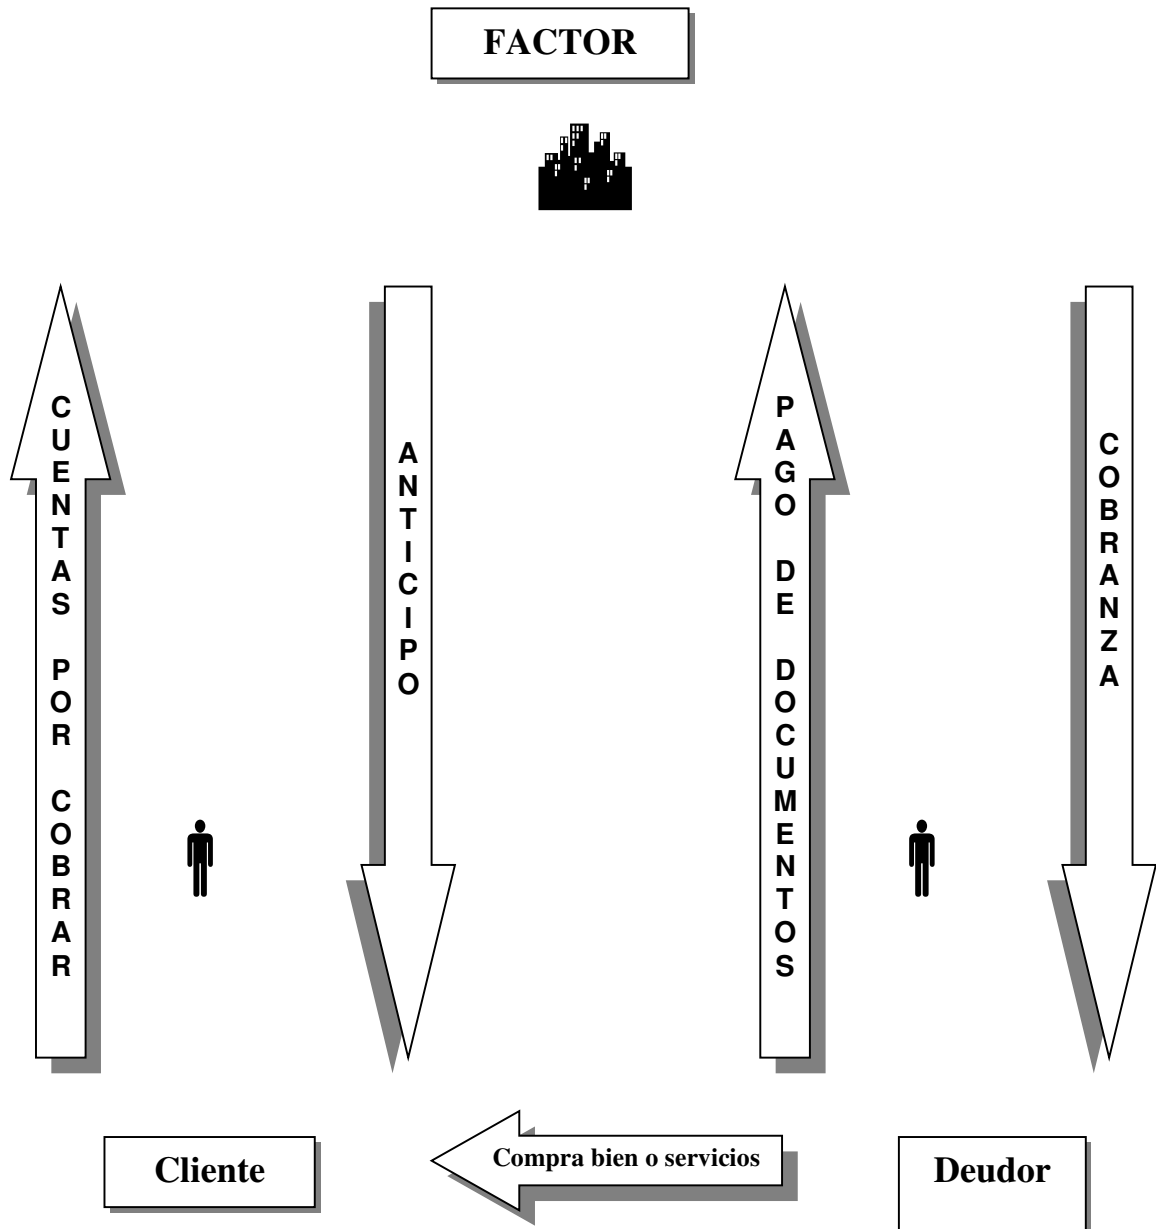 FACTOR
CUENTAS POR COBRAR
ANTICIPO
PAGO DE DOCUMENTOS
COBRANZA
Cliente
Compra bien o servicios
Deudor